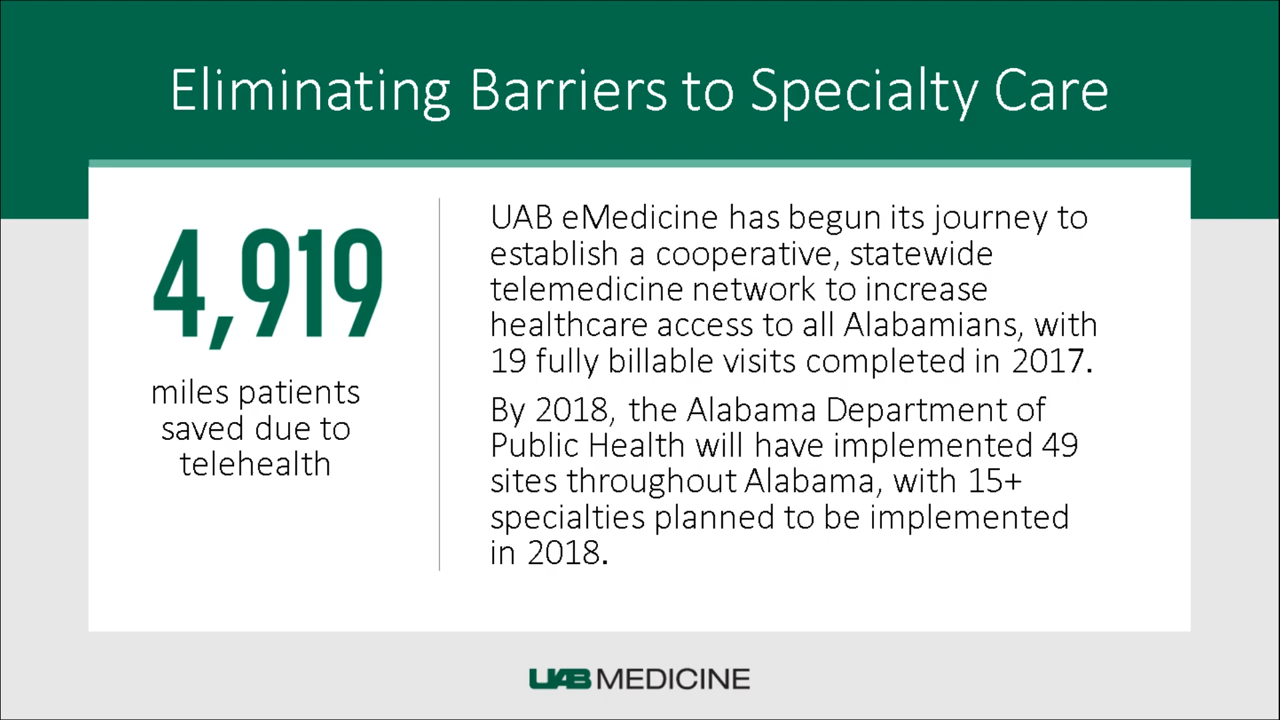 Eliminating Barriers to Specialty Care
4,919
miles patients
saved due to
telehealth
UAB eMedicine has begun its journey to
establish a cooperative, statewide
telemedicine network to increase
healthcare access to all Alabamians, with
19 fully billable visits completed in 2017.
By 2018, the Alabama Department of
Public Health will have implemented 49
sites throughout Alabama, with 15+
specialties planned to be implemented
in 2018.
UAB MEDICINE